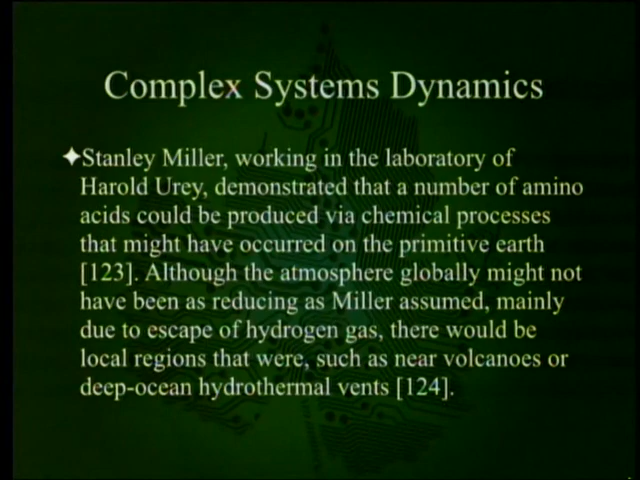 Complex Systems Dynamics
✦Stanley Miller, working in the laboratory of
Harold Urey, demonstrated that a number of amino
acids could be produced via chemical processes
that might have occurred on the primitive earth
[123]. Although the atmosphere globally might not
have been as reducing as Miller assumed, mainly
due to escape of hydrogen gas, there would be
local regions that were, such as near volcanoes or
deep-ocean hydrothermal vents [124].